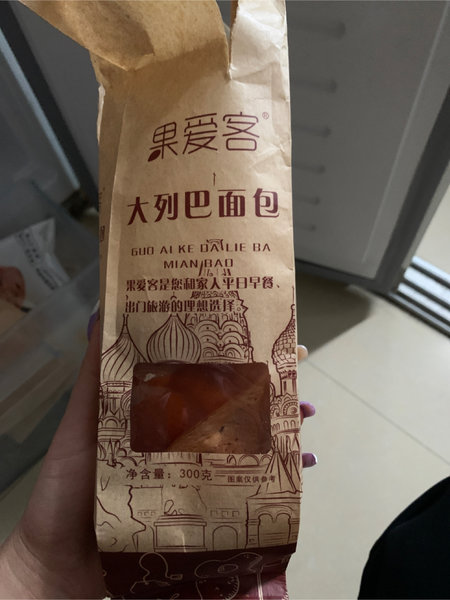 果爱客®
大列巴面包
GUO AI KE DA LIE BA
MIAN BAO
果爱客是您和家人平日早餐、
出门旅游的理想选择。
净含量：300克
图案仅供参考